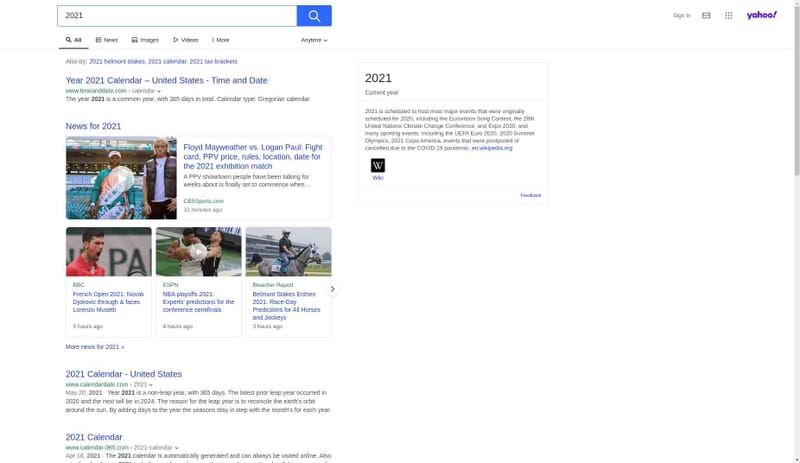 2021
Sign in
yahoo!
All
News
Images
Videos
More
Anytime
Also try: 2021 belmont stakes, 2021 calendar, 2021 tax brackets
Year 2021 Calendar – United States - Time and Date
www.timeanddate.com › calendar
The year 2021 is a common year, with 365 days in total. Calendar type: Gregorian calendar
News for 2021
Floyd Mayweather vs. Logan Paul: Fight
card, PPV price, rules, location, date for
the 2021 exhibition match
A PPV showdown people have been talking for
weeks about is finally set to commence when…
CBSSports.com
32 minutes ago
BBC
French Open 2021: Novak
Djokovic through & faces
Lorenzo Musetti
5 hours ago
ESPN
NBA playoffs 2021:
Experts' predictions for the
conference semifinals
9 hours ago
Bleacher Report
Belmont Stakes Entries
2021: Race-Day
Predictions for All Horses
and Jockeys
3 hours ago
More news for 2021 »
2021 Calendar - United States
www.calendardate.com › 2021
May 20, 2021 · Year 2021 is a non-leap year, with 365 days. The latest prior leap year occurred in
2020 and the next will be in 2024. The reason for the leap year is to reconcile the earth's orbit
around the sun. By adding days to the year the seasons stay in step with the month's for each year.
2021 Calendar
www.calendar-365.com › 2021-calendar
Apr 18, 2021 · The 2021 calendar is automatically generated and can always be visited online. Also
2021
Current year
2021 is scheduled to host most major events that were originally
scheduled for 2020, including the Eurovision Song Contest, the 26th
United Nations Climate Change Conference, and Expo 2020, and
many sporting events, including the UEFA Euro 2020, 2020 Summer
Olympics, 2021 Copa America, events that were postponed or
cancelled due to the COVID-19 pandemic. en.wikipedia.org
W
Wiki
Feedback